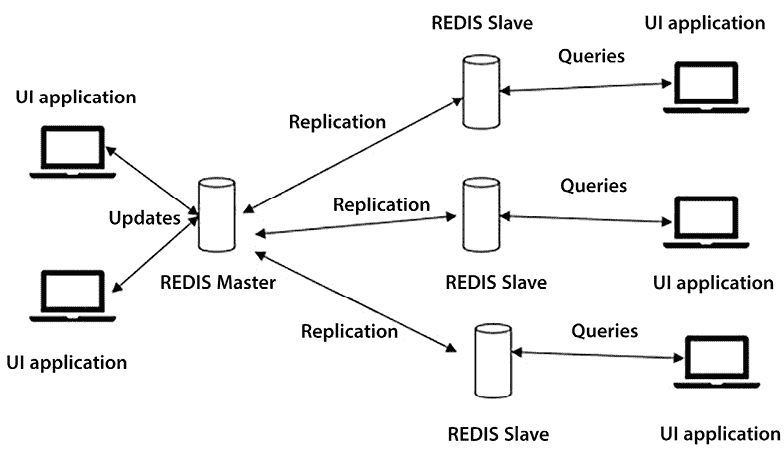 REDIS Slave
UI application
Queries
UI application
Replication
Queries
Replication
Updates
REDIS Master
REDIS Slave
UI application
Replication
Queries
UI application
REDIS Slave
UI application